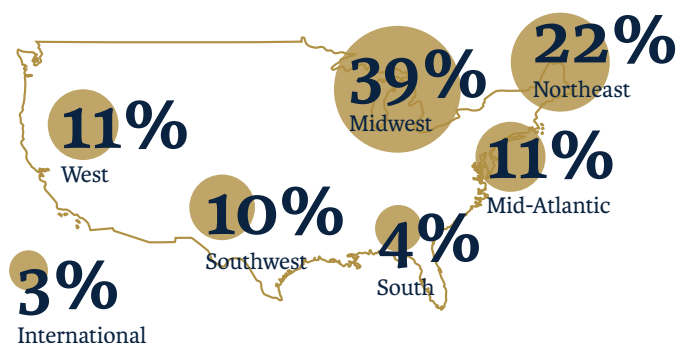 22%
Northeast
39%
Midwest
11%
West
11%
Mid-Atlantic
10%
Southwest
4%
South
3%
International